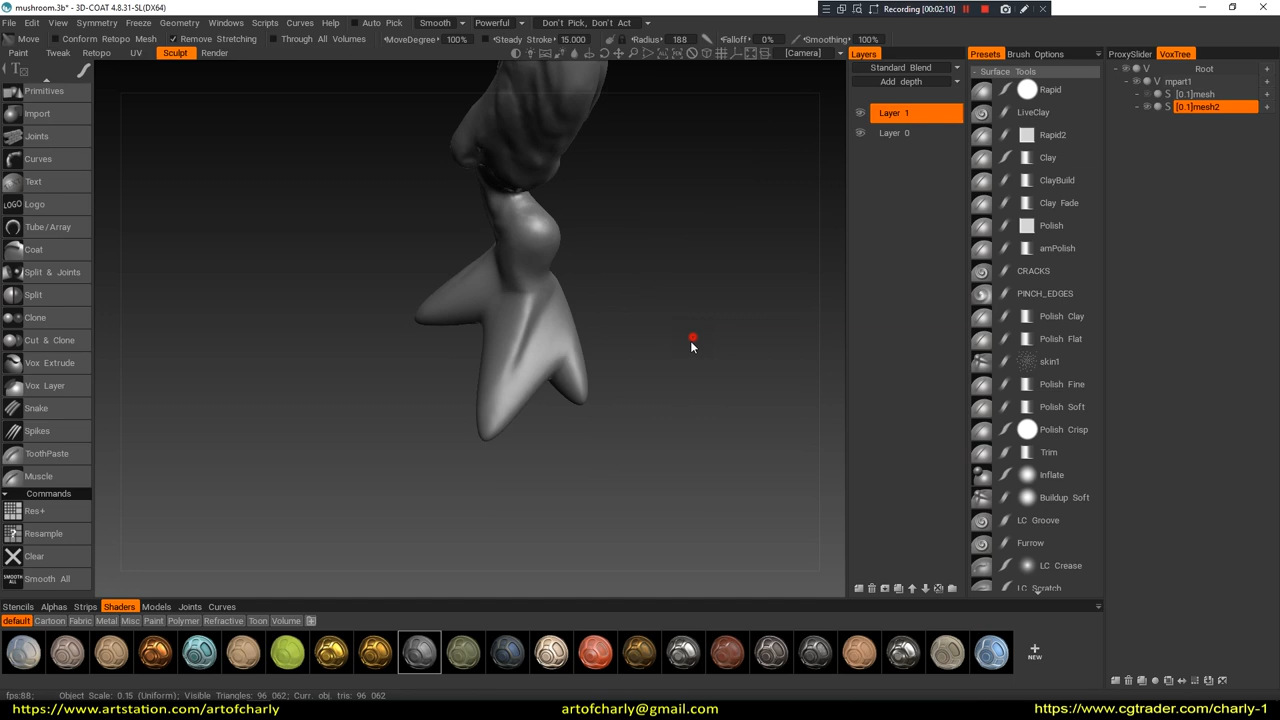 mushroom.3b* - 3D-COAT 4.8.31-SL(DX64)
Recording [00:02:10]
File Edit View Symmetry Freeze Geometry Windows Scripts Curves Help Auto Pick Smooth Powerful Don't Pick, Don't Act
Move Conform Retopo Mesh Remove Stretching Through All Volumes MoveDegree 100% Steady Stroke 15.000 Radius 188 Falloff 0% Smoothing 100%
Paint Tweak Retopo UV Sculpt Render [Camera]
Layers
Presets Brush Options
ProxySlider VoxTree
Primitives
Import
Joints
Curves
Text
LOGO Logo
Tube/Array
Coat
Split & Joints
Split
Clone
Cut & Clone
Vox Extrude
Vox Layer
Snake
Spikes
ToothPaste
Muscle
Commands
Res+
Resample
Clear
SMOOTH ALL Smooth All
Standard Blend
Add depth
Layer 1
Layer 0
Surface Tools
Rapid
LiveClay
Rapid2
Clay
ClayBuild
Clay Fade
Polish
amPolish
CRACKS
PINCH_EDGES
Polish Clay
Polish Flat
skin1
Polish Fine
Polish Soft
Polish Crisp
Trim
Inflate
Buildup Soft
LC Groove
Furrow
LC Crease
LC Scratch
V Root +
V mpart1 +
S [0.1]mesh +
S [0.1]mesh2 +
Stencils Alphas Strips Shaders Models Joints Curves
default Cartoon Fabric Metal Misc Paint Polymer Refractive Toon Volume
NEW
fps:88; Object Scale: 0.15 (Uniform); Visible Triangles: 96 062; Curr. obj. tris: 96 062
https://www.artstation.com/artofcharly artofcharly@gmail.com https://www.cgtrader.com/charly-1